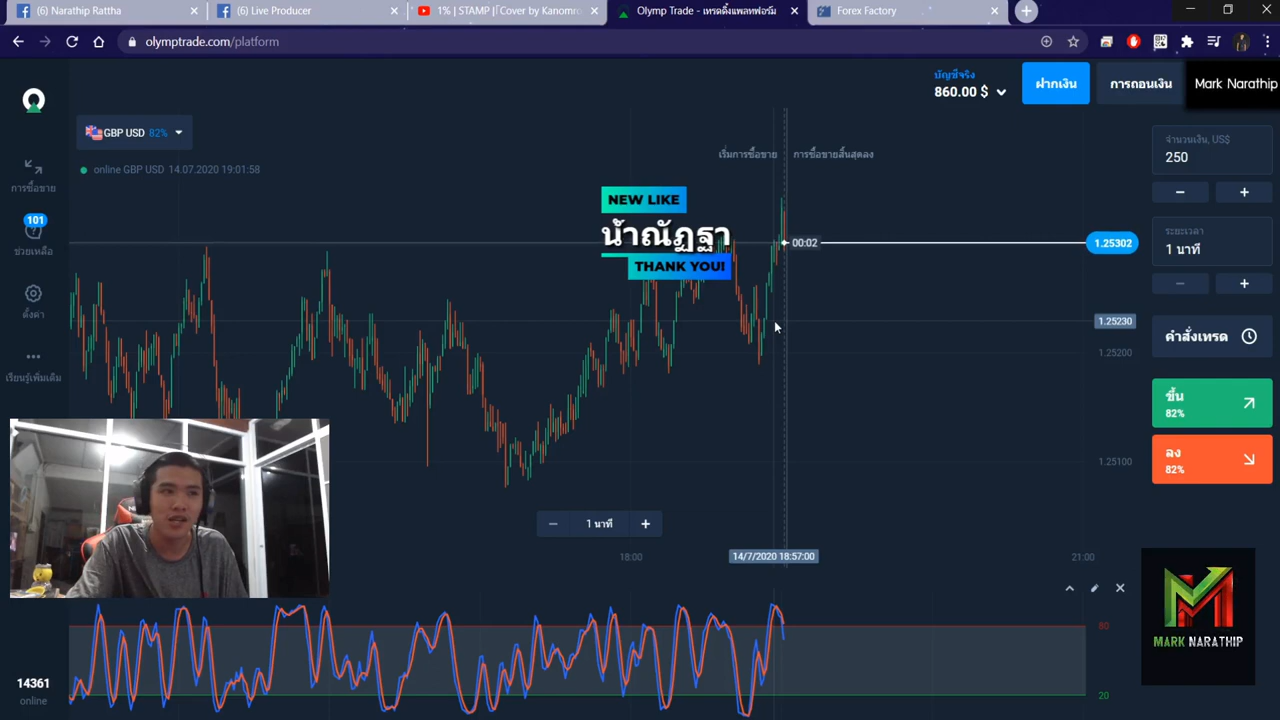 (6) Narathip Rattha
(6) Live Producer
1% | STAMP |「Cover by Kanomro
Olymp Trade - เทรดดิ้งแพลทฟอร์ม
Forex Factory
olymptrade.com/platform
บัญชีจริง
860.00 $
ฝากเงิน
การถอนเงิน
Mark Narathip
GBP USD 82%
online GBP USD 14.07.2020 19:01:58
เริ่มการซื้อขาย
การซื้อขายสิ้นสุดลง
การซื้อขาย
101
ช่วยเหลือ
ตั้งค่า
เรียนรู้เพิ่มเติม
NEW LIKE
น้ำณัฏฐา
THANK YOU!
00:02
1.25302
1.25230
1.25200
1.25100
จำนวนเงิน, US$
250
ระยะเวลา
1 นาที
คำสั่งเทรด
ขึ้น
82%
ลง
82%
1 นาที
18:00
14/7/2020 18:57:00
21:00
80
20
MARK NARATHIP
14361
online